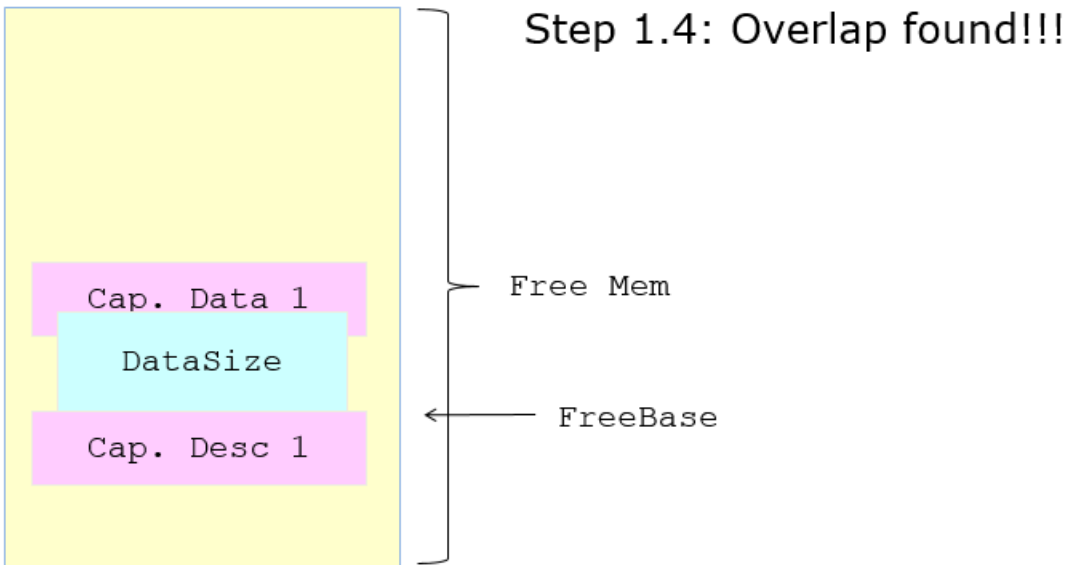 Step 1.4: Overlap found!!!
Cap. Data 1
Free Mem
DataSize
FreeBase
Cap. Desc 1